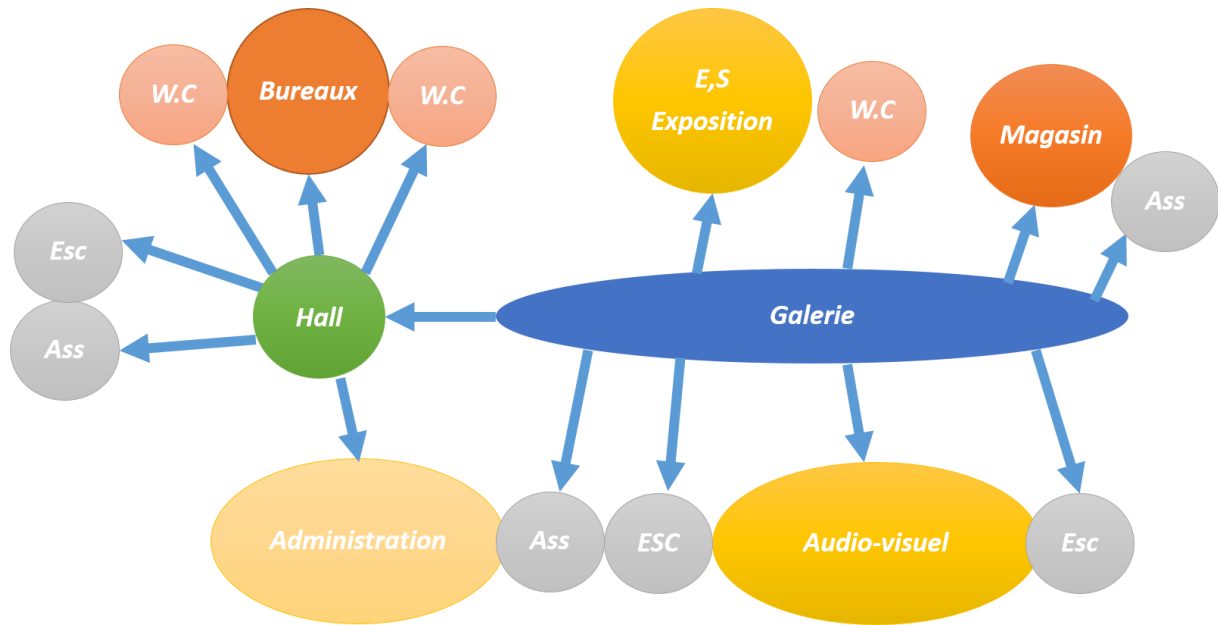 W.C
Bureaux
W.C
E,S
Exposition
W.C
Magasin
Ass
Esc
Ass
Hall
Galerie
Administration
Ass
ESC
Audio-visuel
Esc